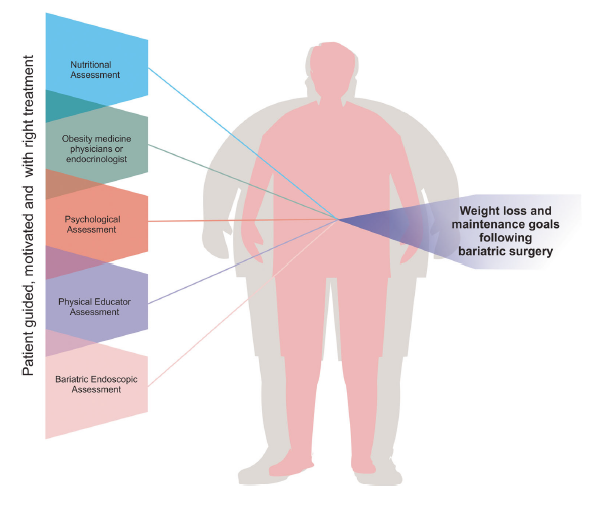 Patient guided, motivated and with right treatment
Nutritional
Assessment
Obesity medicine
physicians or
endocrinologist
Psychological
Assessment
Physical Educator
Assessment
Bariatric Endoscopic
Assessment
Weight loss and
maintenance goals
following
bariatric surgery